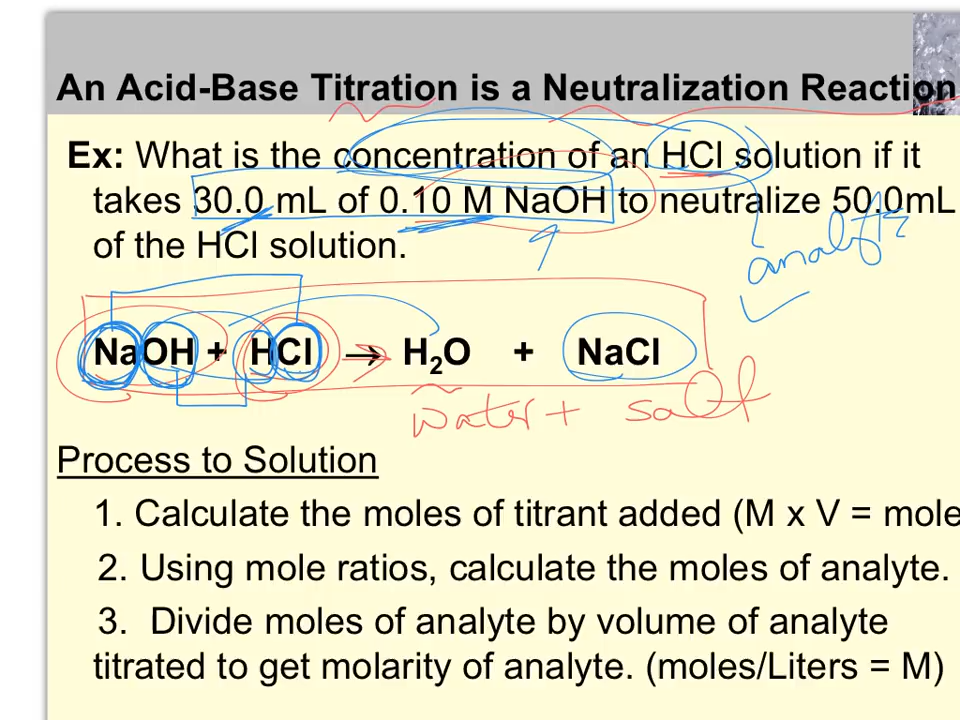 An Acid-Base Titration is a Neutralization Reaction
Ex: What is the concentration of an HCl solution if it
takes 30.0 mL of 0.10 M NaOH to neutralize 50.0mL
of the HCl solution.
analyte
NaOH + HCl → H₂O + NaCl
water + salt
Process to Solution
1. Calculate the moles of titrant added (M x V = mole
2. Using mole ratios, calculate the moles of analyte.
3. Divide moles of analyte by volume of analyte
titrated to get molarity of analyte. (moles/Liters = M)